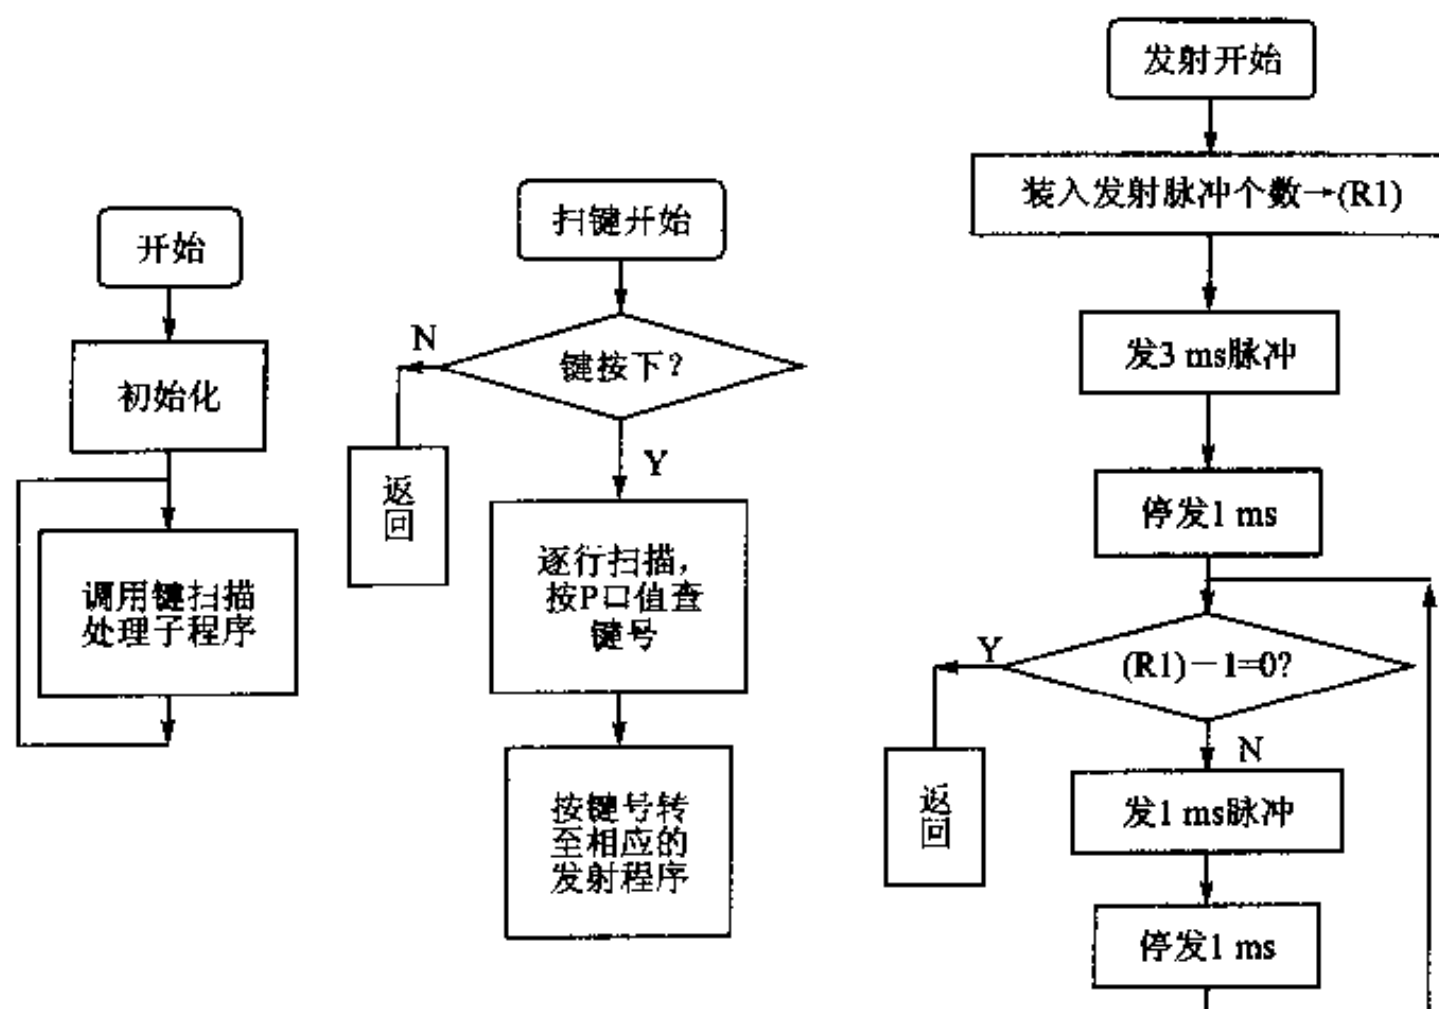 开始
初始化
调用键扫描
处理子程序
扫键开始
键按下?
N
返
回
Y
逐行扫描,
按P口值查
键号
按键号转
至相应的
发射程序
发射开始
装入发射脉冲个数→(R1)
发3 ms脉冲
停发1 ms
(R1)-1=0?
Y
返
回
N
发1 ms脉冲
停发1 ms